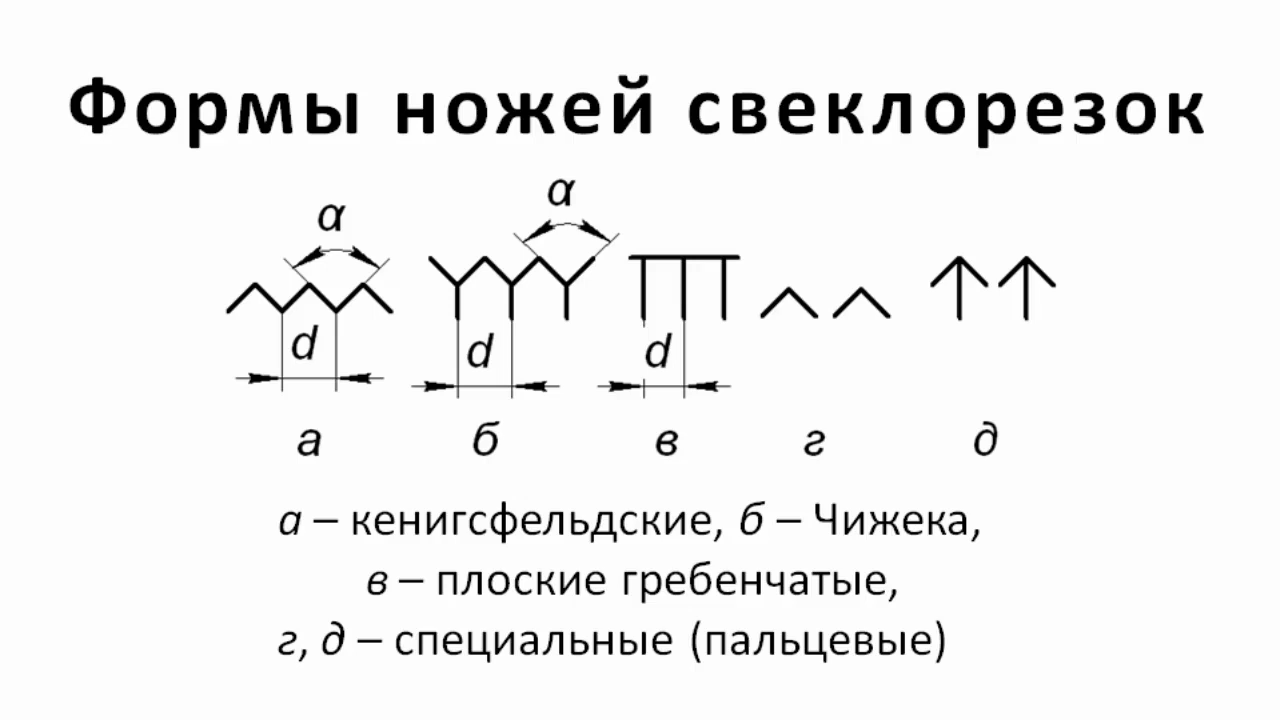 Формы ножей свеклорезок
α
α
d
d
d
а б в г д
а – кенигсфельдские, б – Чижека,
в – плоские гребенчатые,
г, д – специальные (пальцевые)